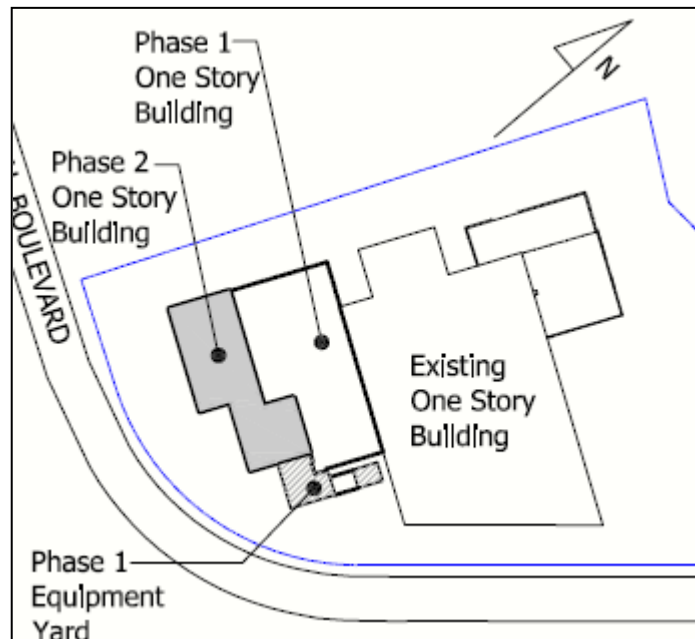 Phase 1
One Story
Building
N
Phase 2
One Story
Building
BOULEVARD
Existing
One Story
Building
Phase 1
Equipment
Yard